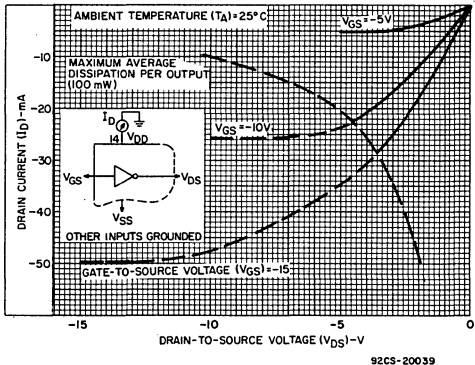 AMBIENT TEMPERATURE (TA)=25°C
VGS=-5V
MAXIMUM AVERAGE
DISSIPATION PER OUTPUT
(100 mW)
ID
14 VDD
VGS=-10V
VGS
VDS
VSS
OTHER INPUTS GROUNDED
GATE-TO-SOURCE VOLTAGE (VGS)=-15
DRAIN CURRENT (ID)-mA
-10
-20
-30
-40
-50
-15
-10
-5
0
DRAIN-TO-SOURCE VOLTAGE (VDS)-V
92CS-20039